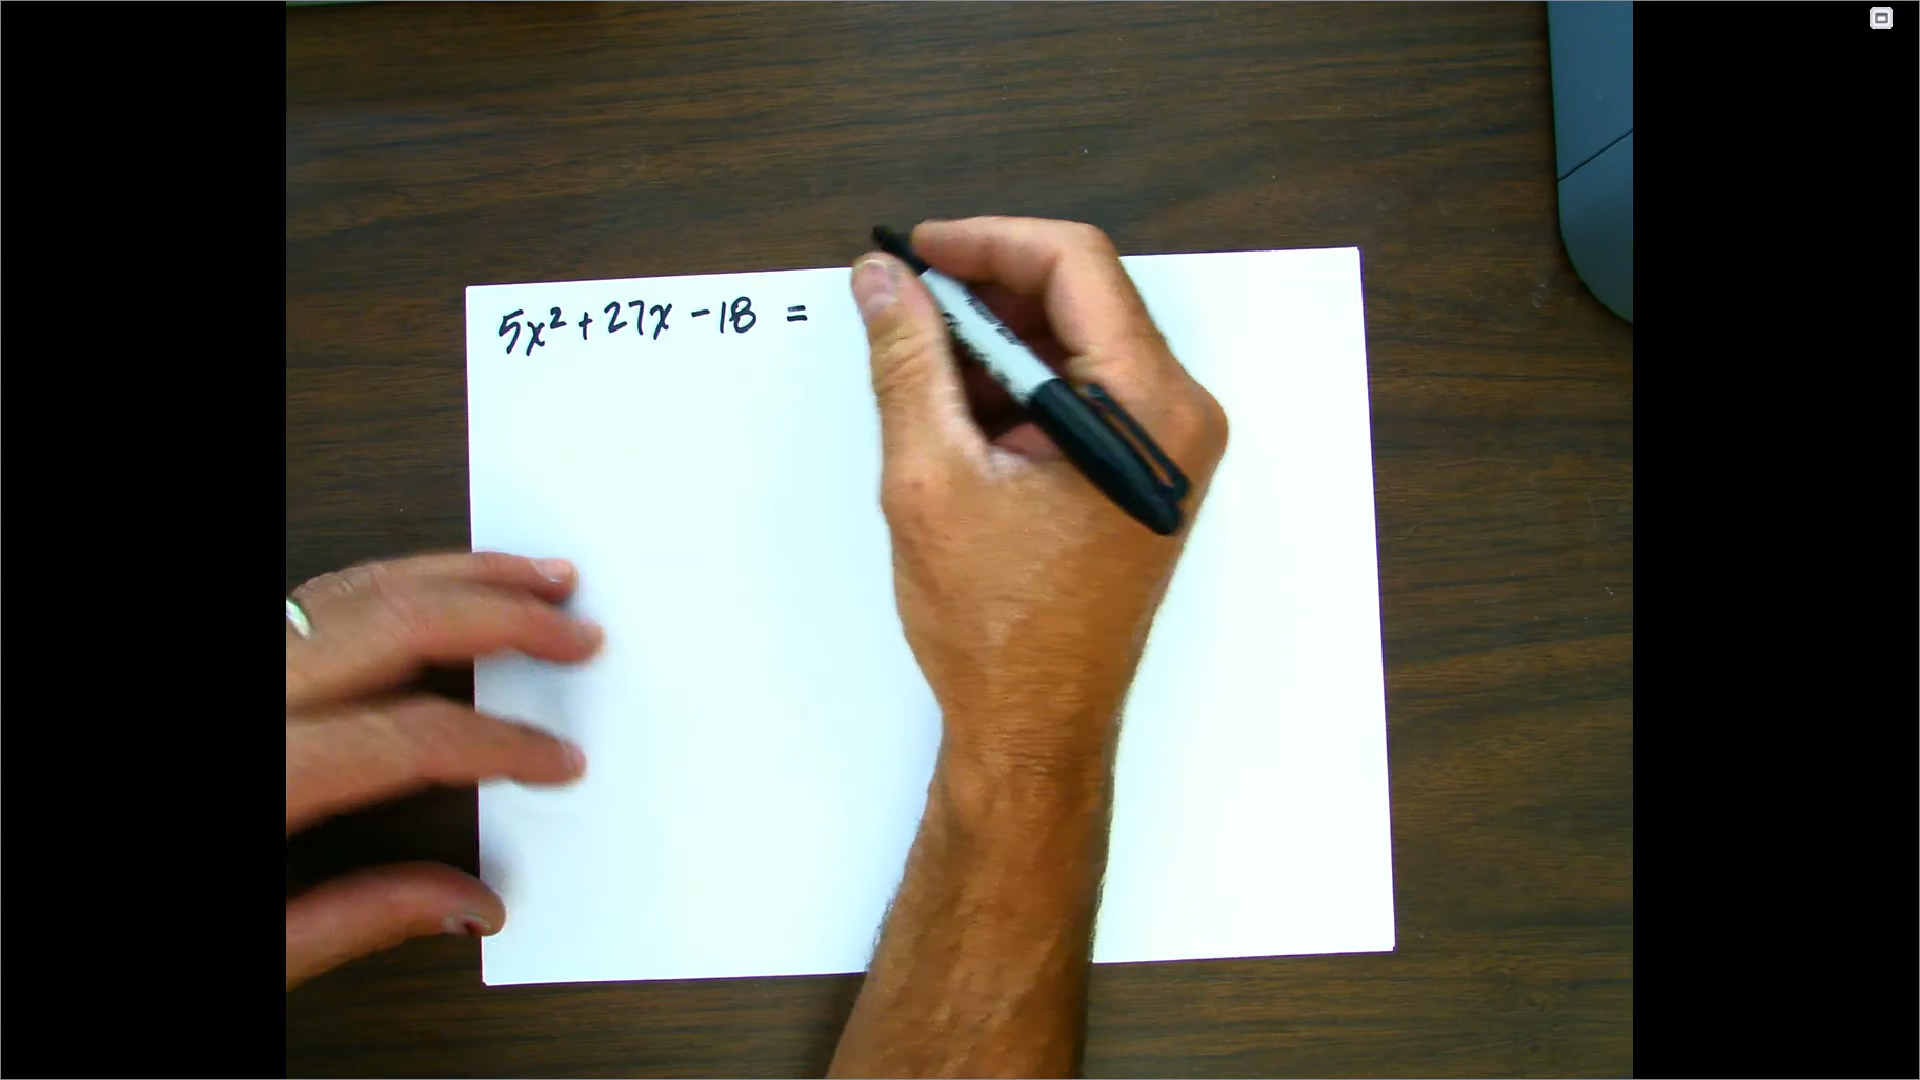 5x² + 27x - 18 =